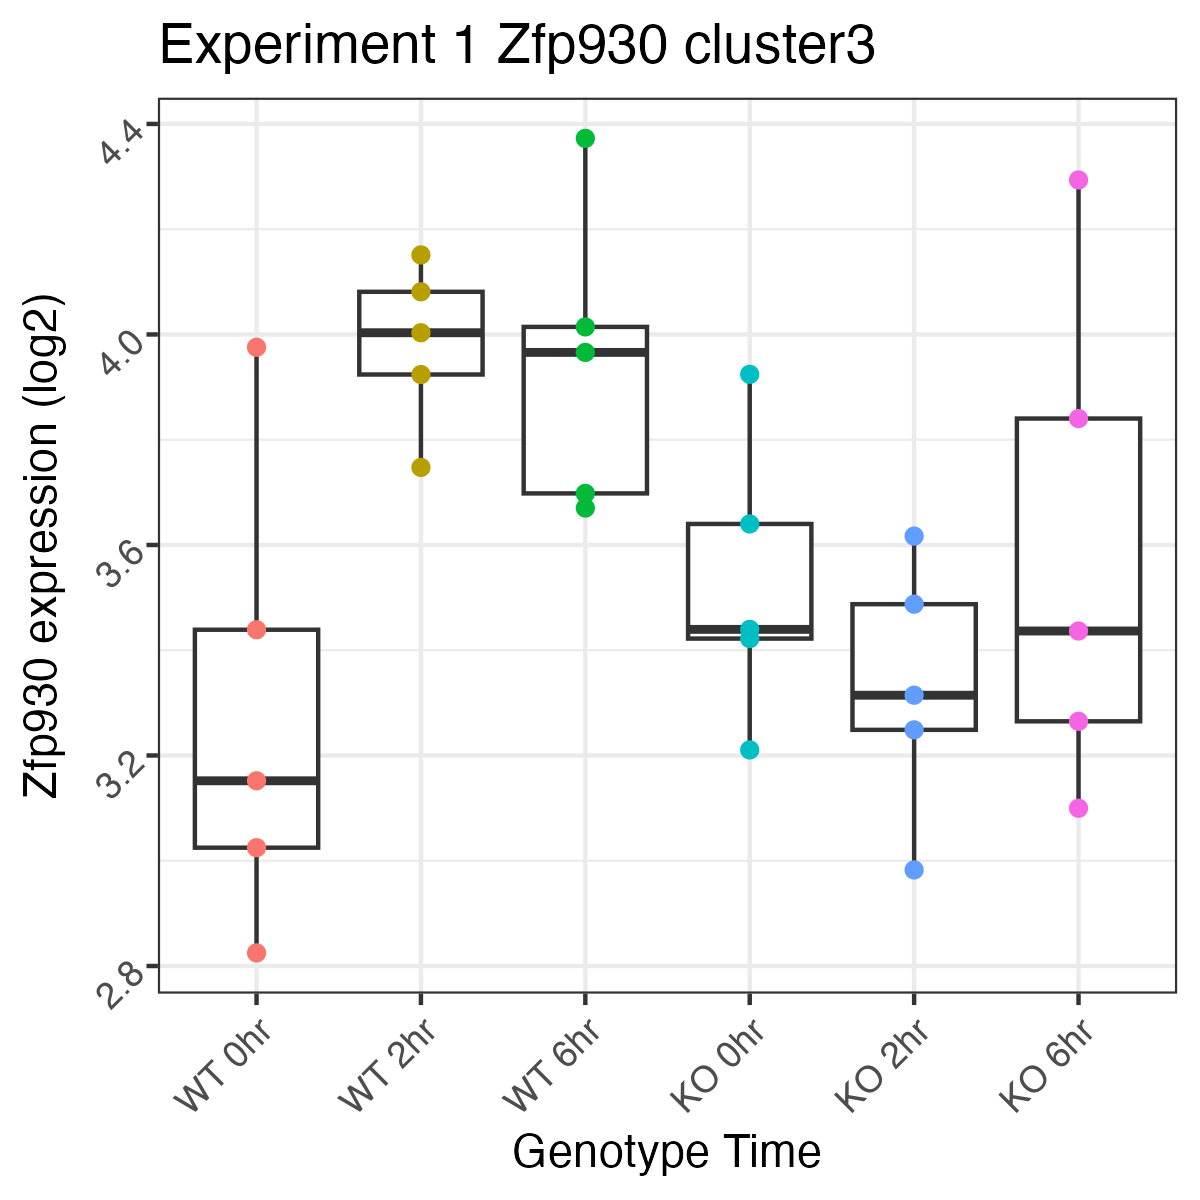 Experiment 1 Zfp930 cluster3
Zfp930 expression (log2)
4.4
4.0
3.6
3.2
2.8
WT 0hr
WT 2hr
WT 6hr
KO 0hr
KO 2hr
KO 6hr
Genotype Time